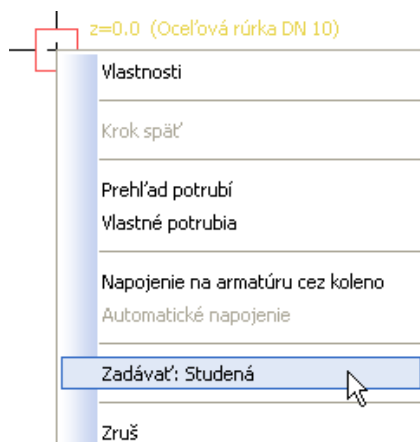 z=0.0 (Oceľová rúrka DN 10)
Vlastnosti
Krok späť
Prehľad potrubí
Vlastné potrubia
Napojenie na armatúru cez koleno
Automatické napojenie
Zadávať: Studená
Zruš